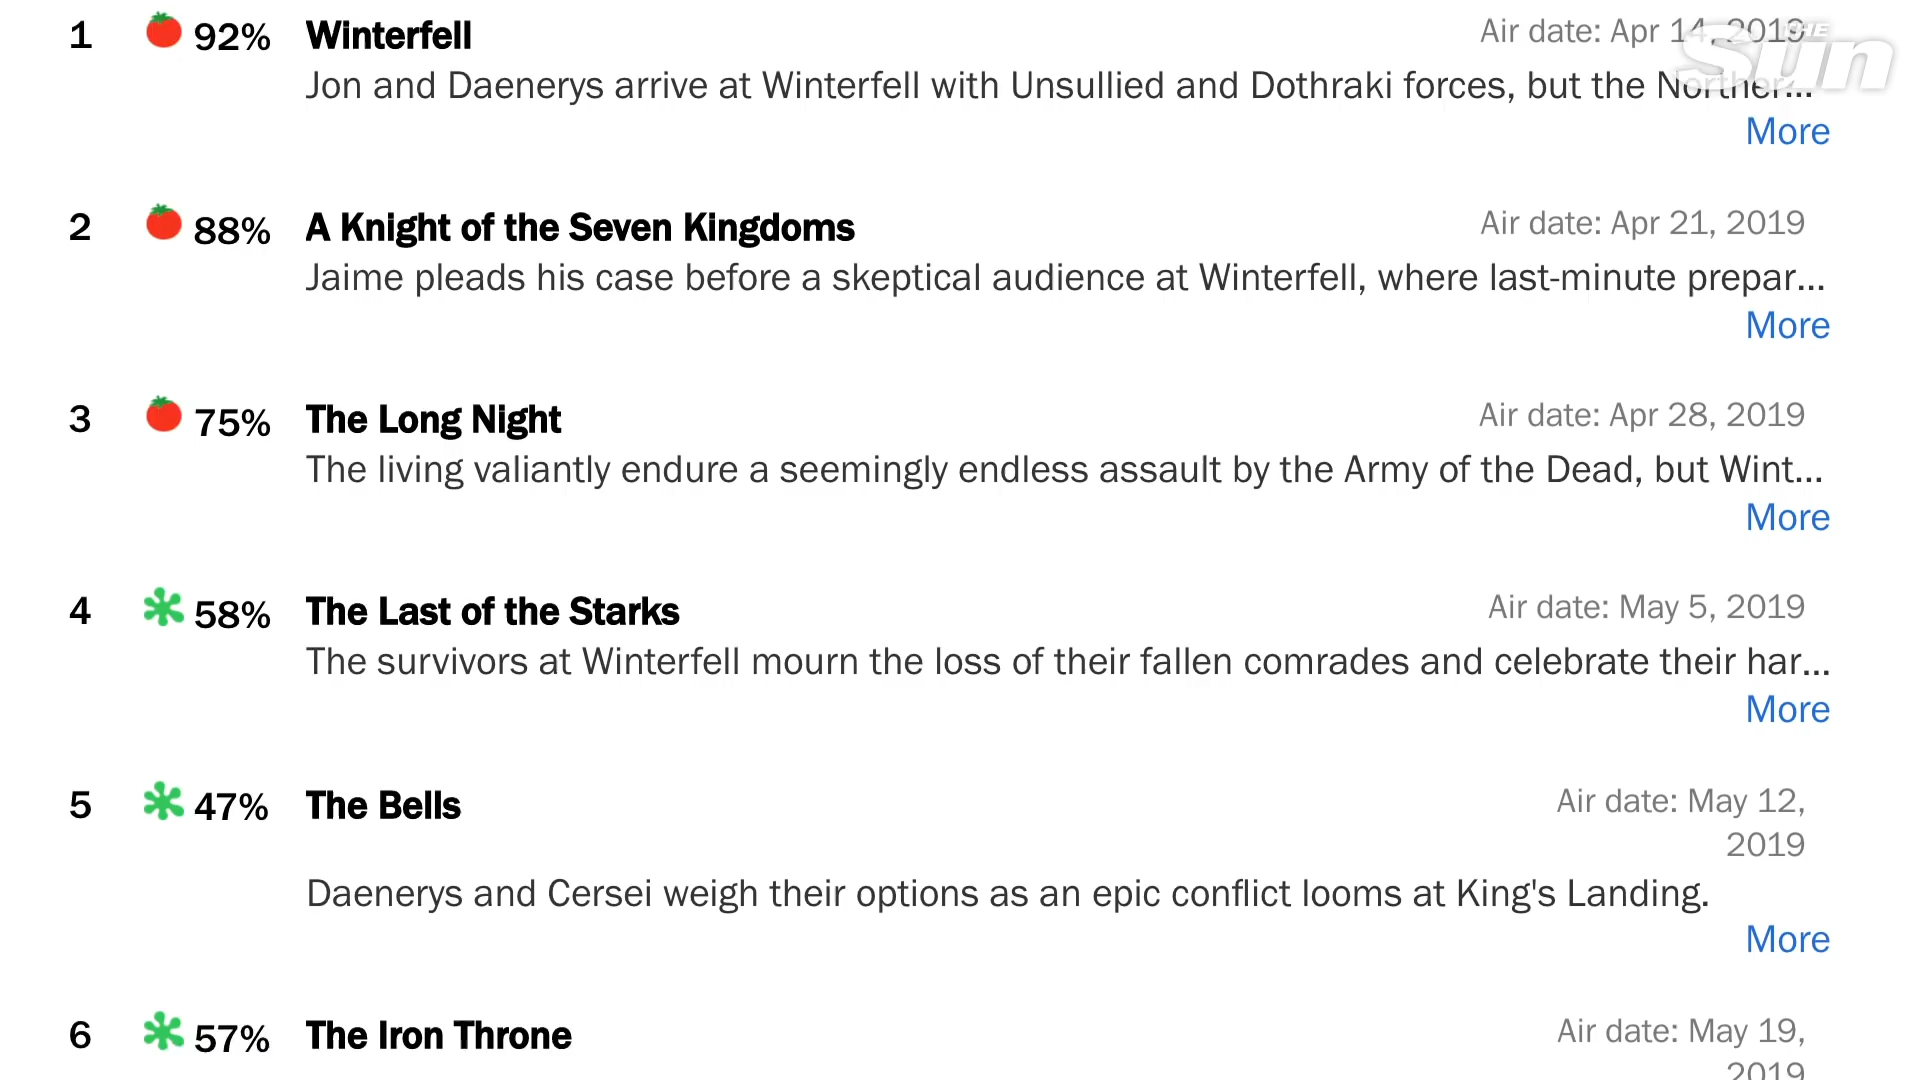 1 92% Winterfell Air date: Apr 14, 2019
THE Sun
Jon and Daenerys arrive at Winterfell with Unsullied and Dothraki forces, but the Norther...
More
2 88% A Knight of the Seven Kingdoms Air date: Apr 21, 2019
Jaime pleads his case before a skeptical audience at Winterfell, where last-minute prepar...
More
3 75% The Long Night Air date: Apr 28, 2019
The living valiantly endure a seemingly endless assault by the Army of the Dead, but Wint...
More
4 58% The Last of the Starks Air date: May 5, 2019
The survivors at Winterfell mourn the loss of their fallen comrades and celebrate their har...
More
5 47% The Bells Air date: May 12,
2019
Daenerys and Cersei weigh their options as an epic conflict looms at King's Landing.
More
6 57% The Iron Throne Air date: May 19,
2019